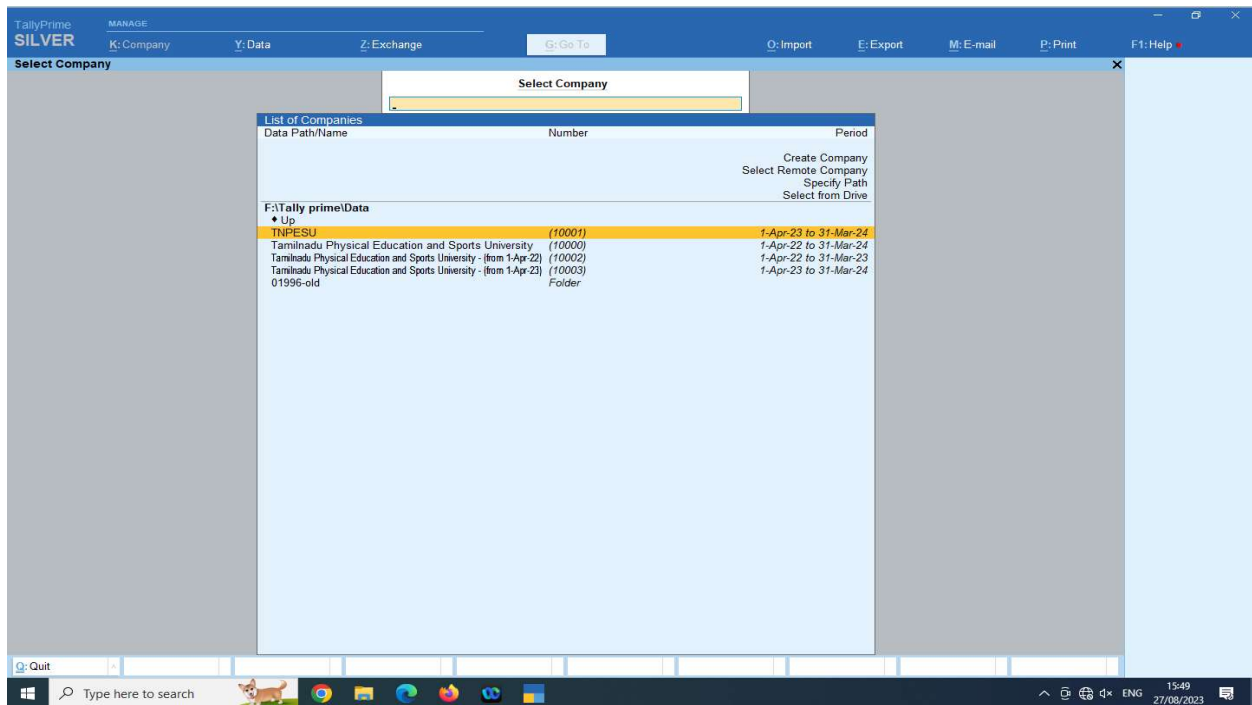 TallyPrime MANAGE
SILVER K: Company Y: Data Z: Exchange G: Go To O: Import E: Export M: E-mail P: Print F1: Help
Select Company
Select Company
List of Companies
Data Path/Name Number Period
Create Company
Select Remote Company
Specify Path
Select from Drive
F:\Tally prime\Data
♦ Up
TNPESU (10001) 1-Apr-23 to 31-Mar-24
Tamilnadu Physical Education and Sports University (10000) 1-Apr-22 to 31-Mar-24
Tamilnadu Physical Education and Sports University - (from 1-Apr-22) (10002) 1-Apr-22 to 31-Mar-23
Tamilnadu Physical Education and Sports University - (from 1-Apr-23) (10003) 1-Apr-23 to 31-Mar-24
01996-old Folder
Q: Quit
Type here to search ENG 15:49
27/08/2023